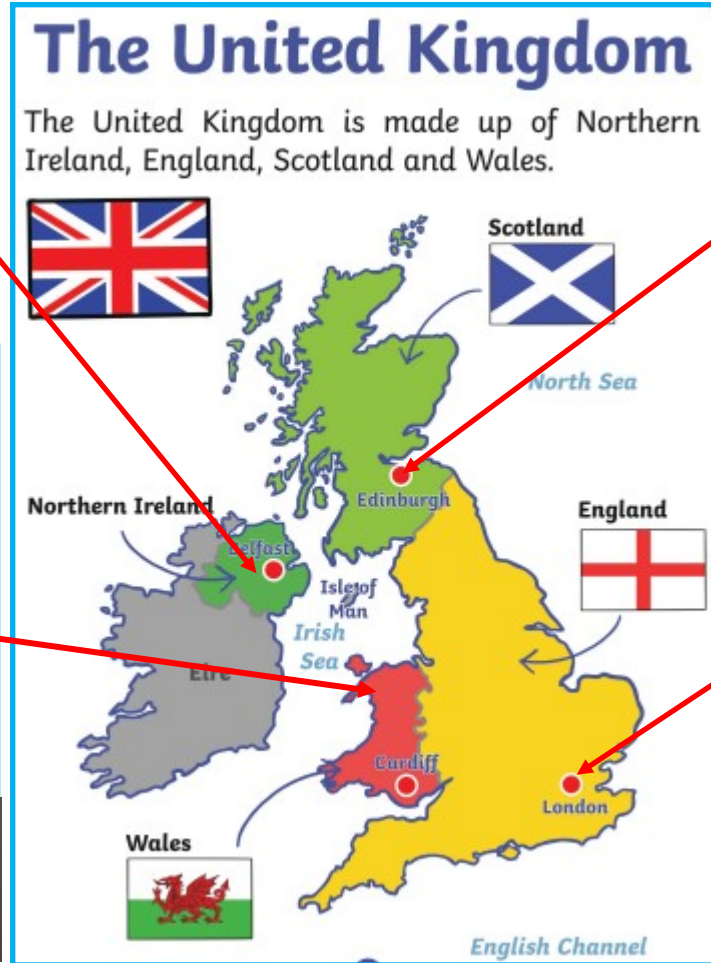 The United Kingdom
The United Kingdom is made up of Northern
Ireland, England, Scotland and Wales.
Scotland
North Sea
Edinburgh
Northern Ireland
England
Belfast
Isle of
Man
Irish
Sea
Eire
Cardiff
London
Wales
English Channel